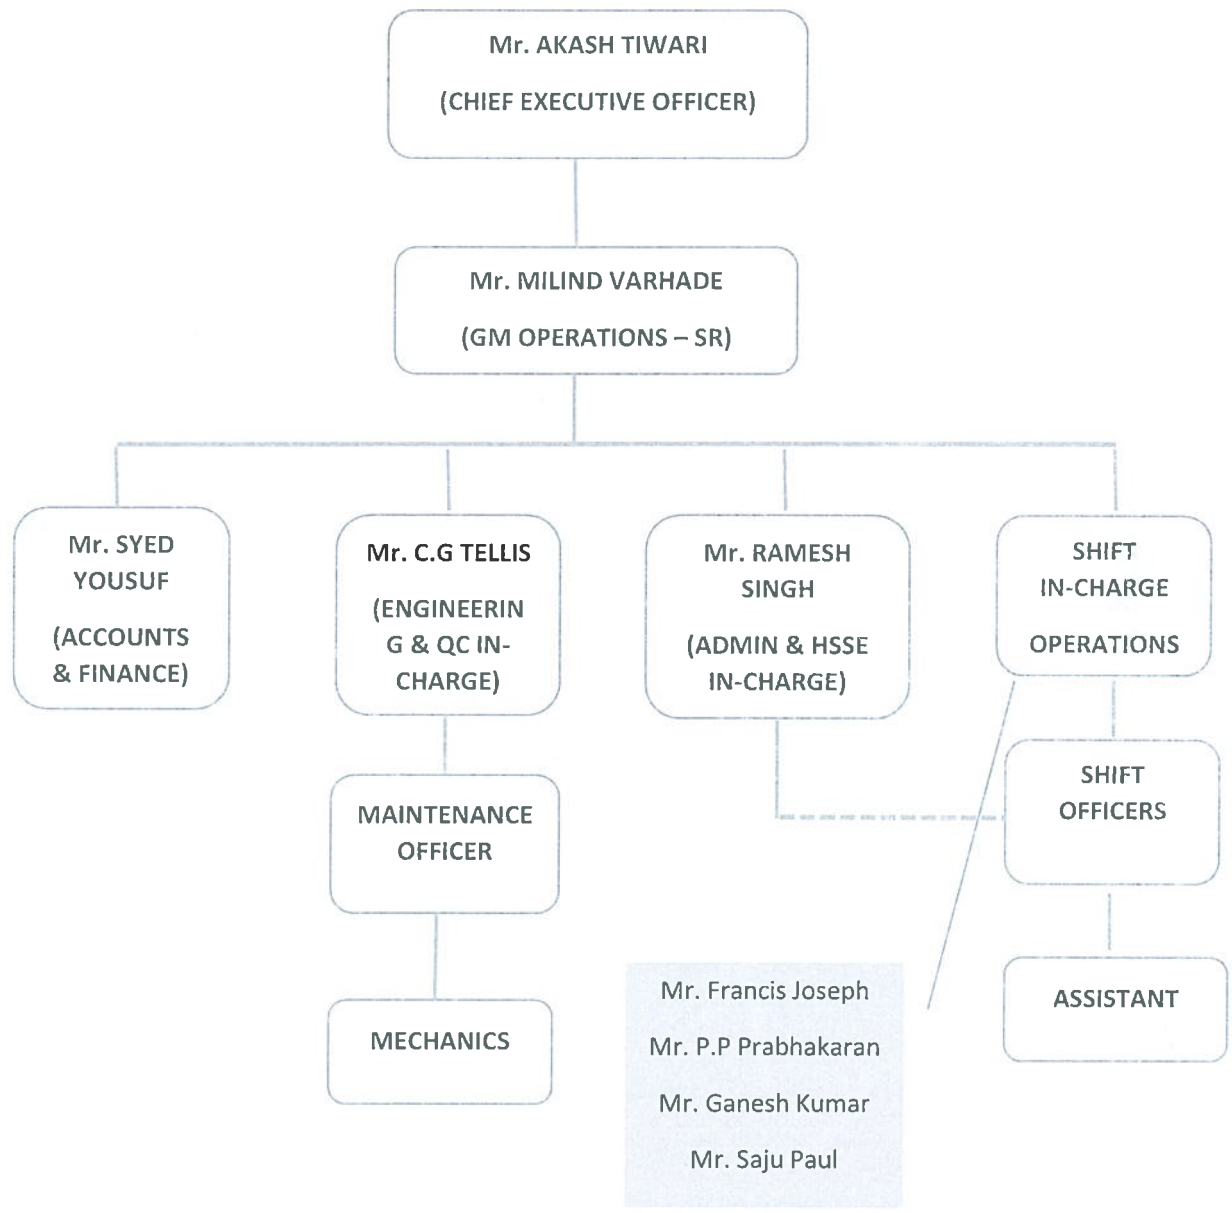 Mr. AKASH TIWARI
(CHIEF EXECUTIVE OFFICER)
Mr. MILIND VARHADE
(GM OPERATIONS – SR)
Mr. SYED
YOUSUF
(ACCOUNTS
& FINANCE)
Mr. C.G TELLIS
(ENGINEERIN
G & QC IN-
CHARGE)
Mr. RAMESH
SINGH
(ADMIN & HSSE
IN-CHARGE)
SHIFT
IN-CHARGE
OPERATIONS
MAINTENANCE
OFFICER
SHIFT
OFFICERS
MECHANICS
ASSISTANT
Mr. Francis Joseph
Mr. P.P Prabhakaran
Mr. Ganesh Kumar
Mr. Saju Paul